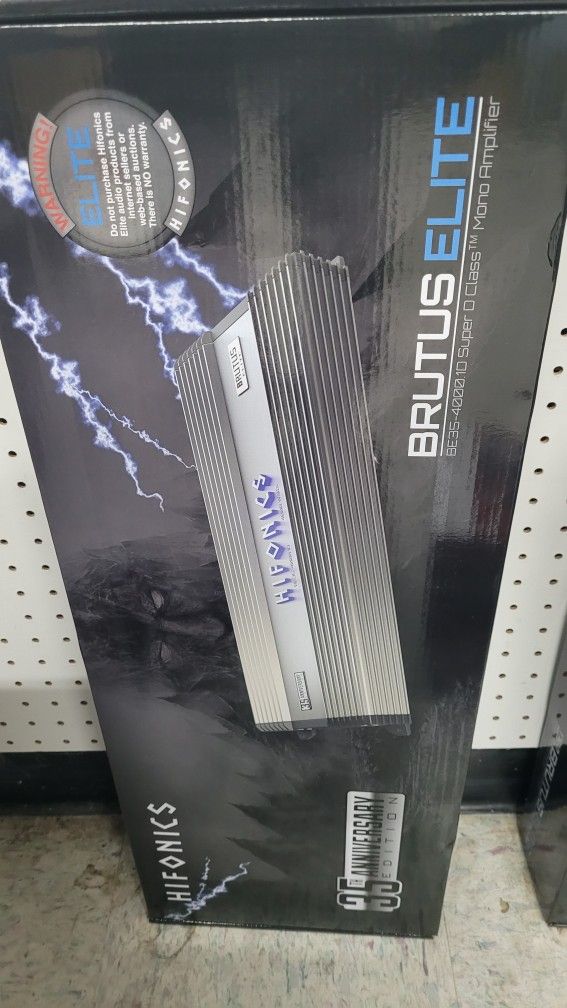 WARNING!
ELITE
Do not purchase Hifonics
Elite audio products from
internet sellers or
web-based auctions.
There is NO warranty.
HIFONICS
BRUTUS
HIFONICS
BRUTUS ELITE
BE35-4000.1D Super D Class™ Mono Amplifier
HIFONICS
35TH ANNIVERSARY
EDITION